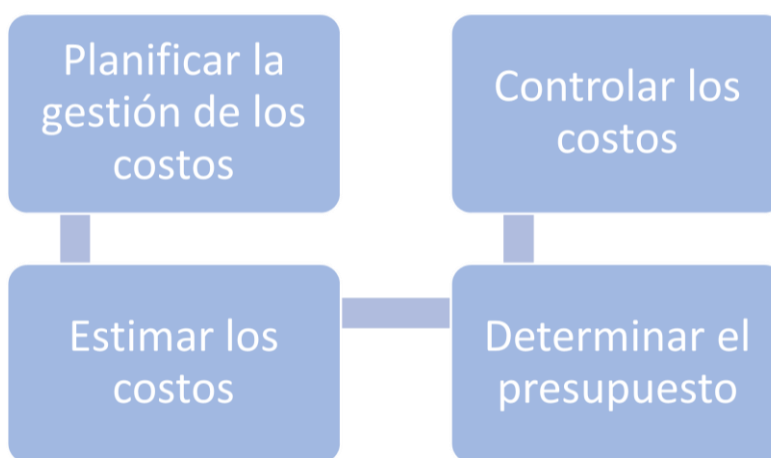 Planificar la
gestión de los
costos
Estimar los
costos
Determinar el
presupuesto
Controlar los
costos